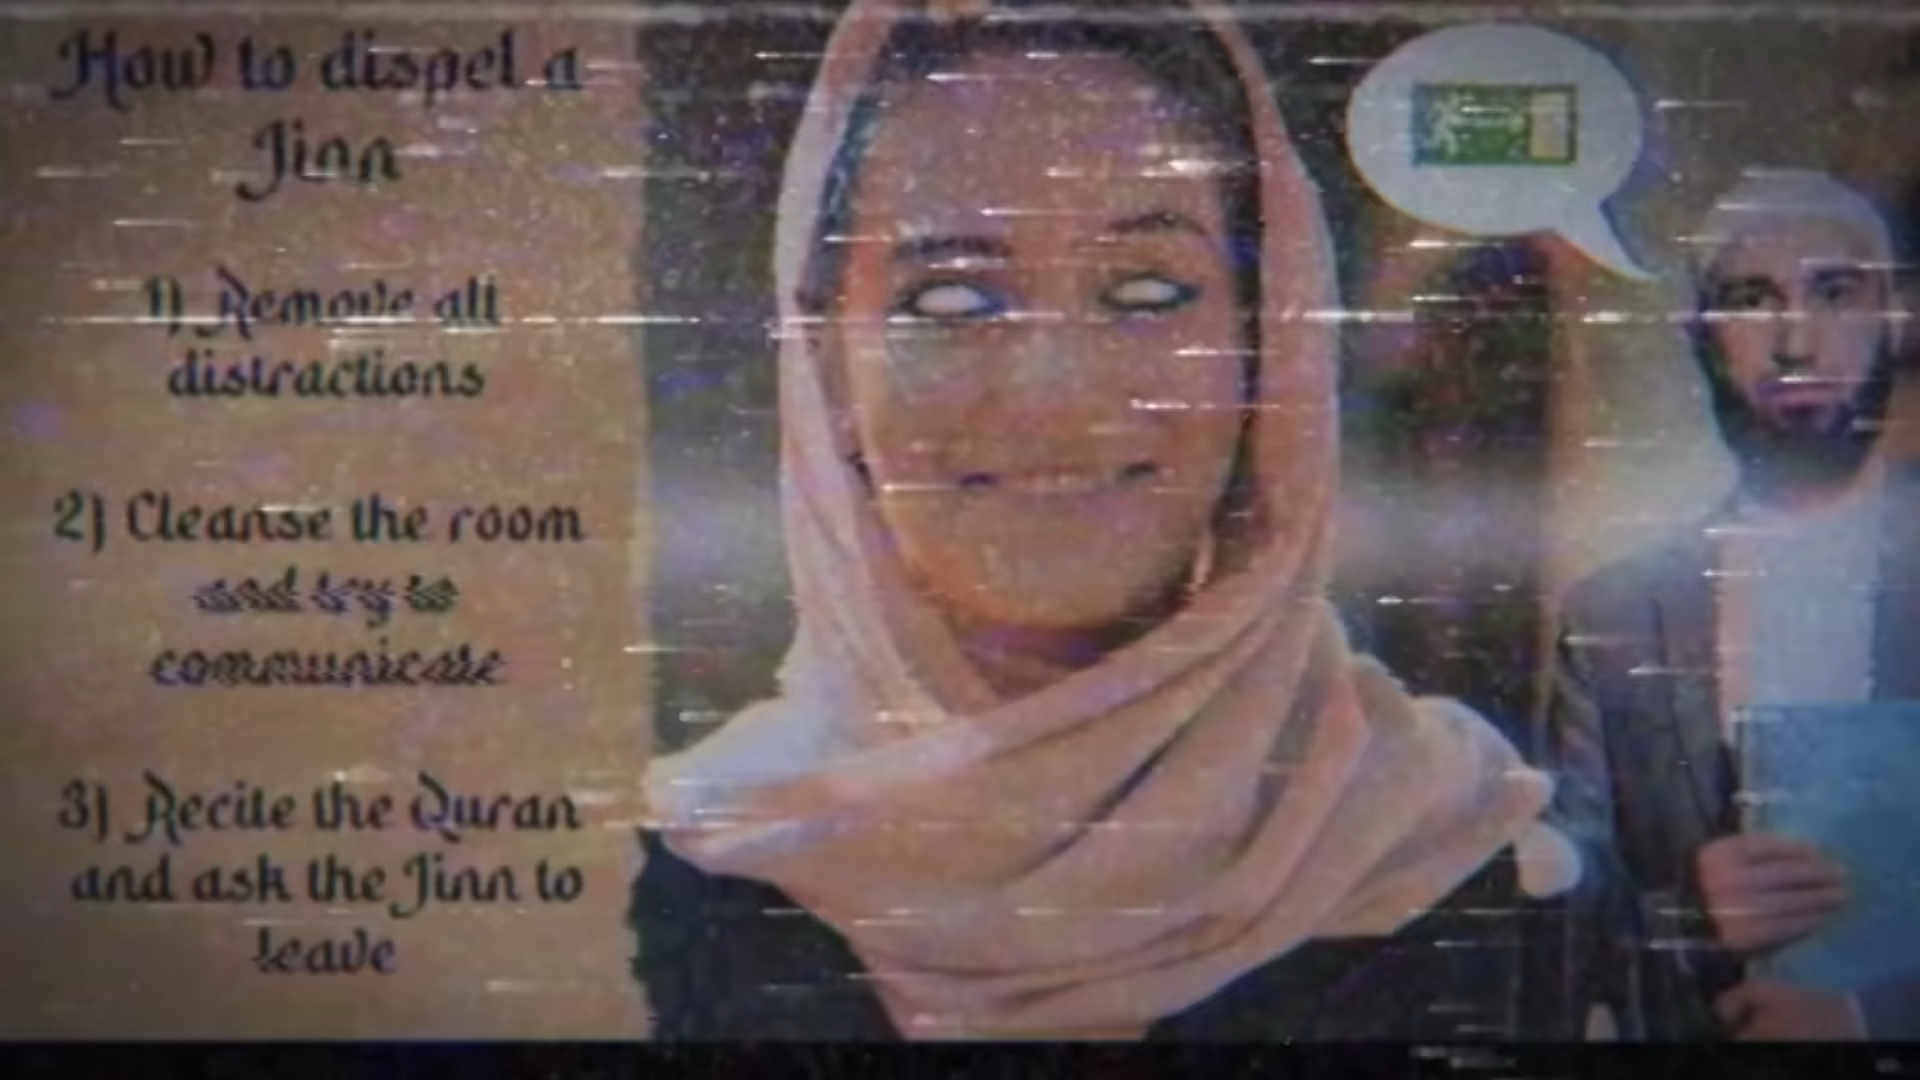 How to dispel a
Jinn
1) Remove all
distractions
2) Cleanse the room
and try to
communicate
3) Recite the Quran
and ask the Jinn to
leave